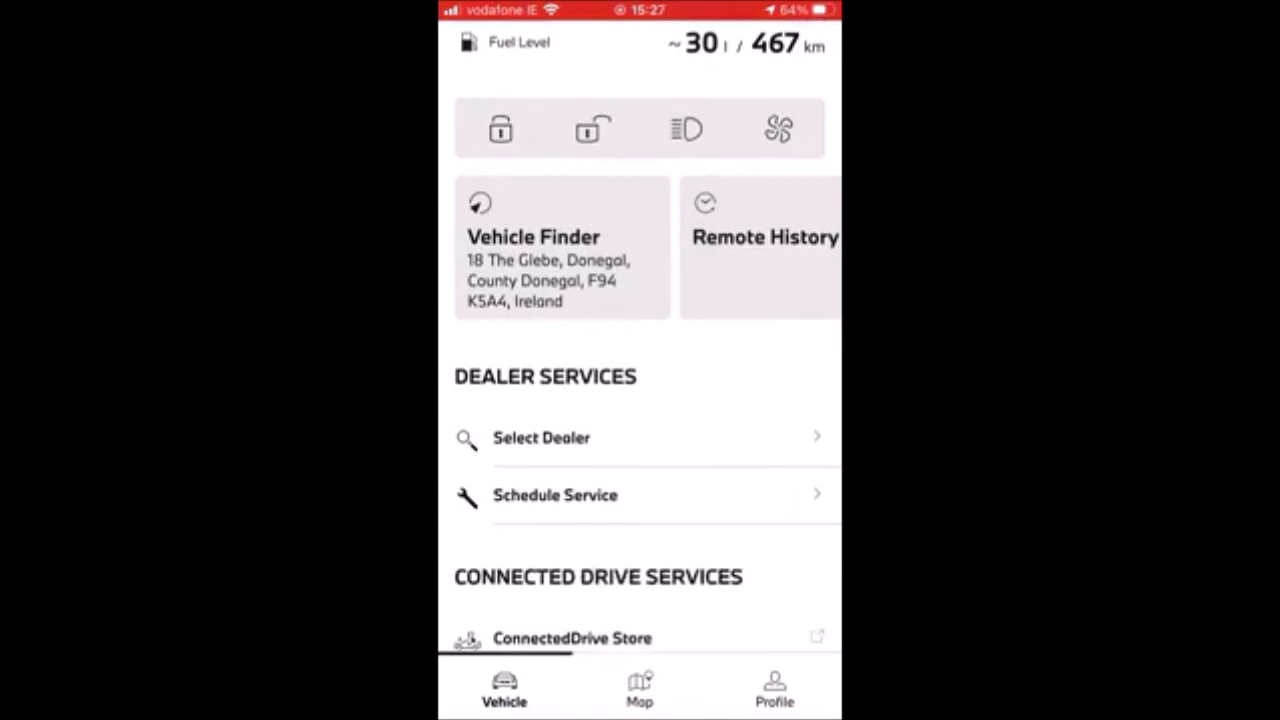 vodafone IE 15:27 64%
Fuel Level ~ 30 l / 467 km
Vehicle Finder
18 The Glebe, Donegal,
County Donegal, F94
K5A4, Ireland
Remote History
DEALER SERVICES
Select Dealer
Schedule Service
CONNECTED DRIVE SERVICES
ConnectedDrive Store
Vehicle Map Profile